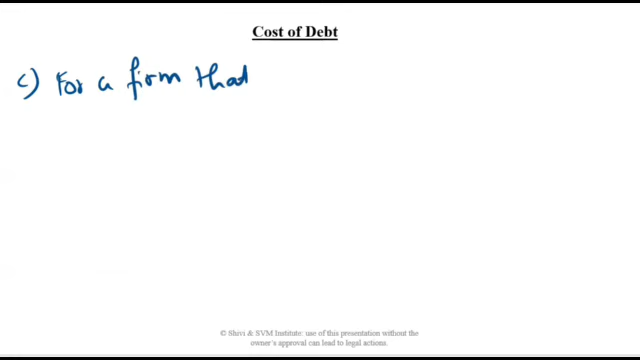 Cost of Debt
c) For a firm that
© Shivi & SVM Institute: use of this presentation without the
owner's approval can lead to legal actions.